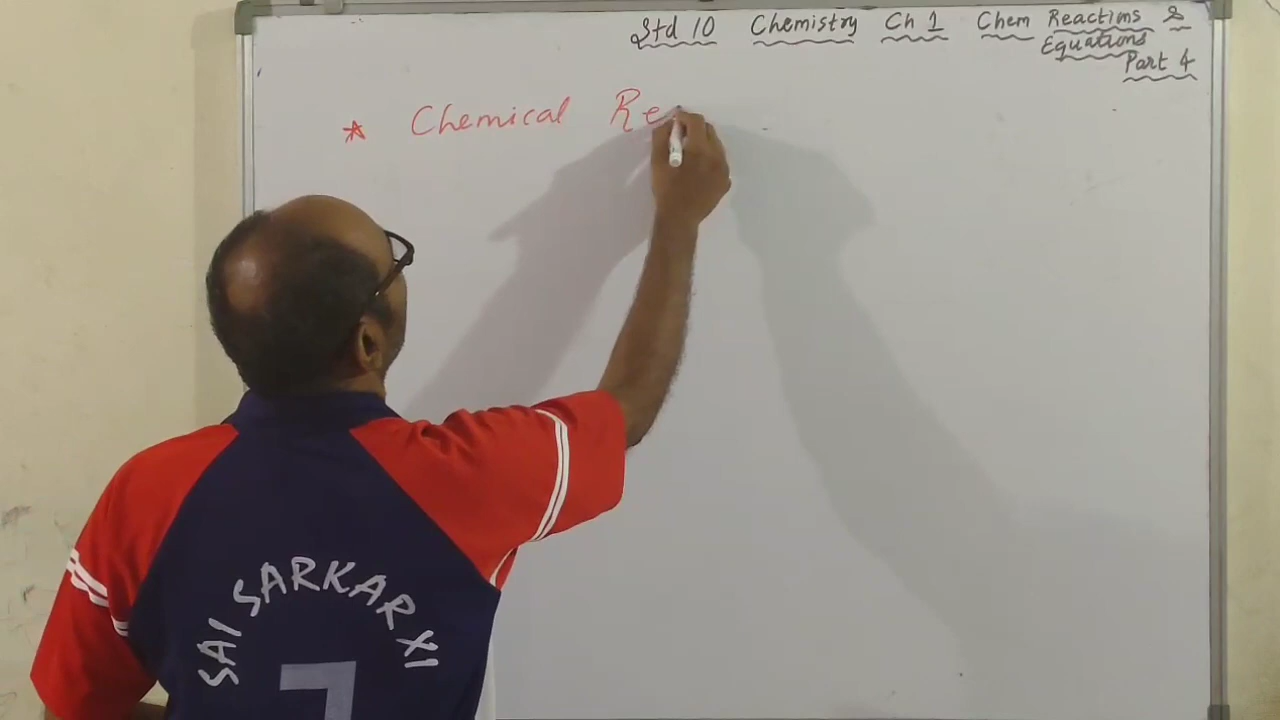 Std 10 Chemistry Ch 1 Chem Reactions &
Equations
Part 4
* Chemical Re
SAI SARKAR XI
7